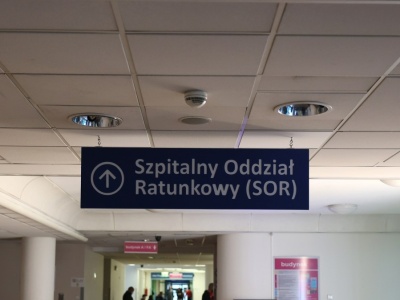 Szpitalny Oddział
Ratunkowy (SOR)